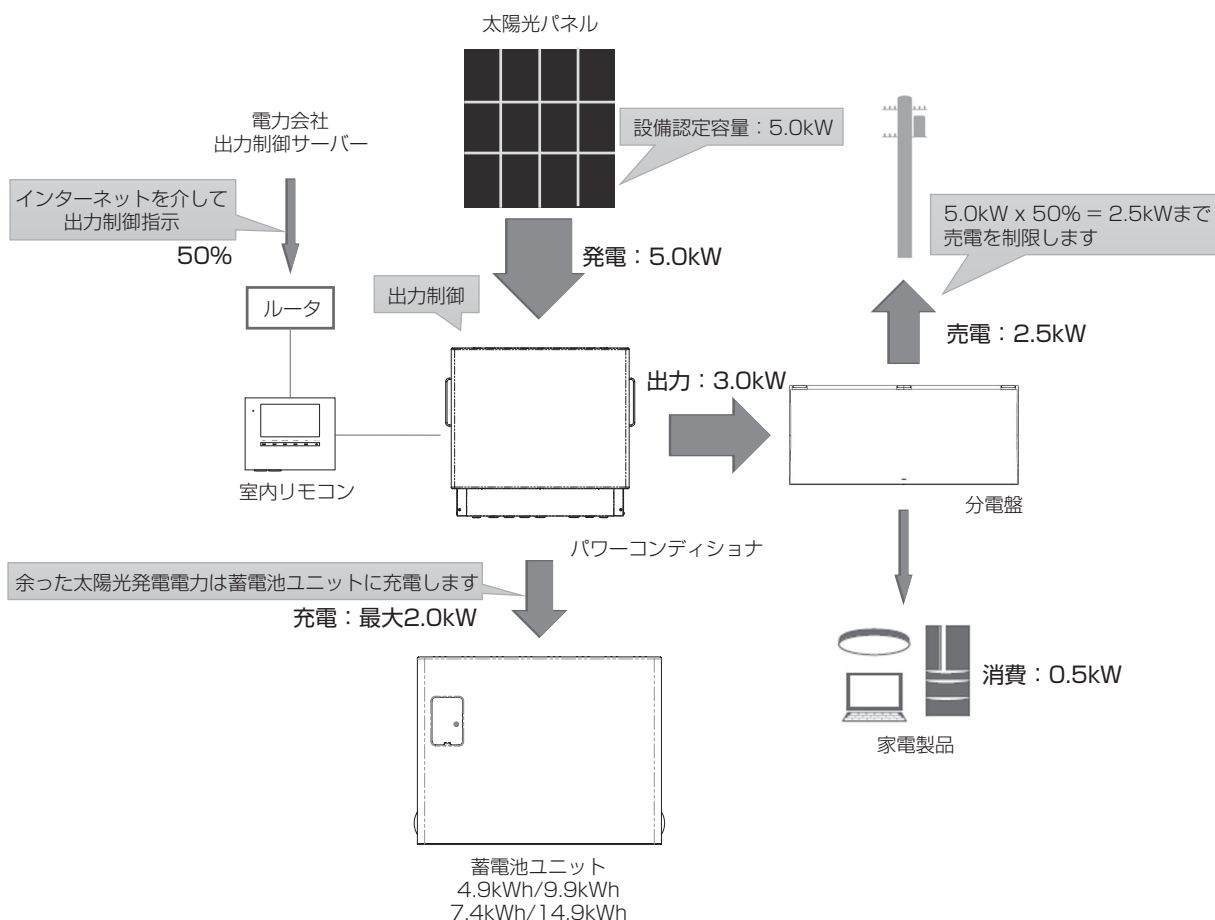 太陽光パネル
設備認定容量：5.0kW
電力会社
出力制御サーバー
インターネットを介して
出力制御指示
50%
発電：5.0kW
5.0kW x 50% = 2.5kWまで
売電を制限します
出力制御
ルータ
売電：2.5kW
出力：3.0kW
室内リモコン
分電盤
パワーコンディショナ
余った太陽光発電電力は蓄電池ユニットに充電します
充電：最大2.0kW
消費：0.5kW
家電製品
蓄電池ユニット
4.9kWh/9.9kWh
7.4kWh/14.9kWh